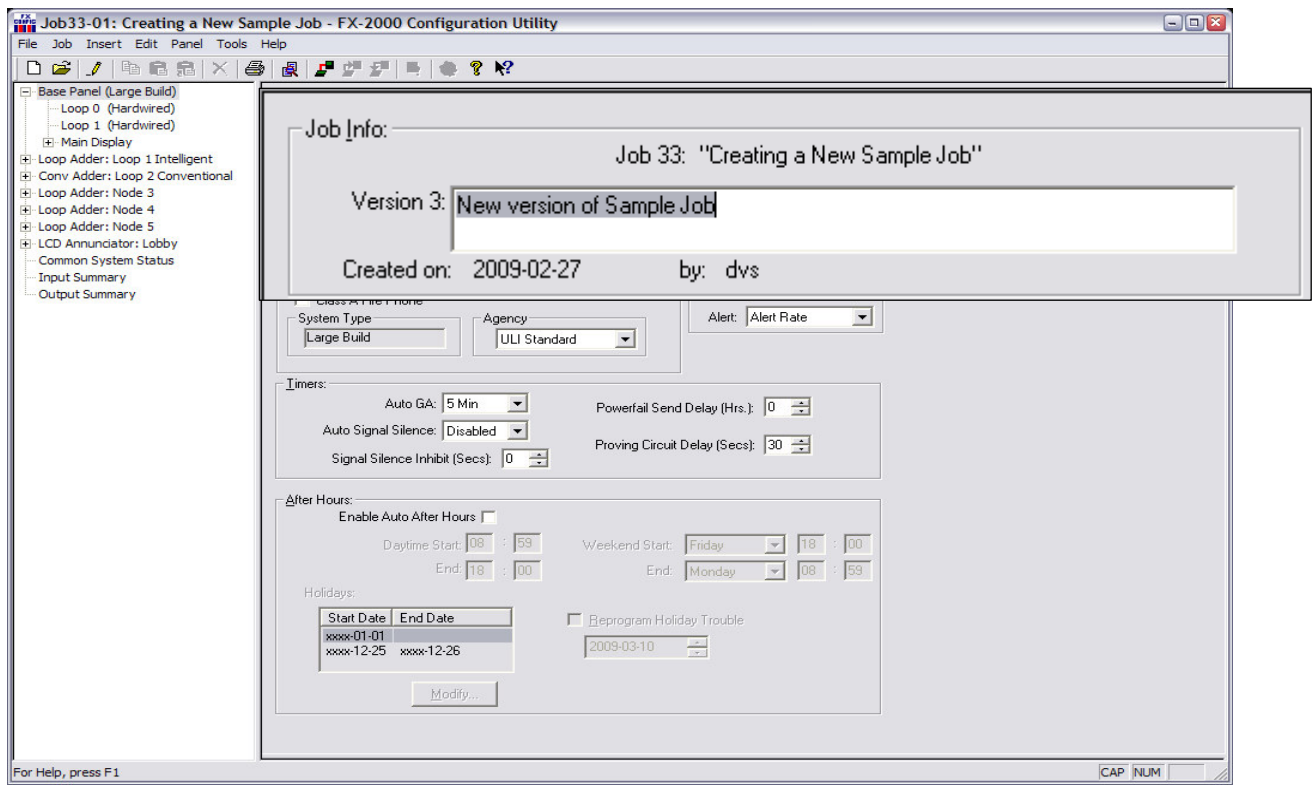 FX
CONFIG
Job33-01: Creating a New Sample Job - FX-2000 Configuration Utility
File Job Insert Edit Panel Tools Help
Base Panel (Large Build)
Loop 0 (Hardwired)
Loop 1 (Hardwired)
Main Display
Loop Adder: Loop 1 Intelligent
Conv Adder: Loop 2 Conventional
Loop Adder: Node 3
Loop Adder: Node 4
Loop Adder: Node 5
LCD Annunciator: Lobby
Common System Status
Input Summary
Output Summary
Job Info:
Job 33: "Creating a New Sample Job"
Version 3: New version of Sample Job
Created on: 2009-02-27 by: dvs
Class A Fire Phone
System Type
Large Build
Agency
ULI Standard
Alert: Alert Rate
Timers:
Auto GA: 5 Min
Powerfail Send Delay (Hrs.): 0
Auto Signal Silence: Disabled
Proving Circuit Delay (Secs): 30
Signal Silence Inhibit (Secs): 0
After Hours:
Enable Auto After Hours
Daytime Start: 08 : 59
Weekend Start: Friday 18 : 00
End: 18 : 00
End: Monday 08 : 59
Holidays:
Start Date End Date
xxxx-01-01
xxxx-12-25 xxxx-12-26
Reprogram Holiday Trouble
2009-03-10
Modify...
For Help, press F1
CAP NUM